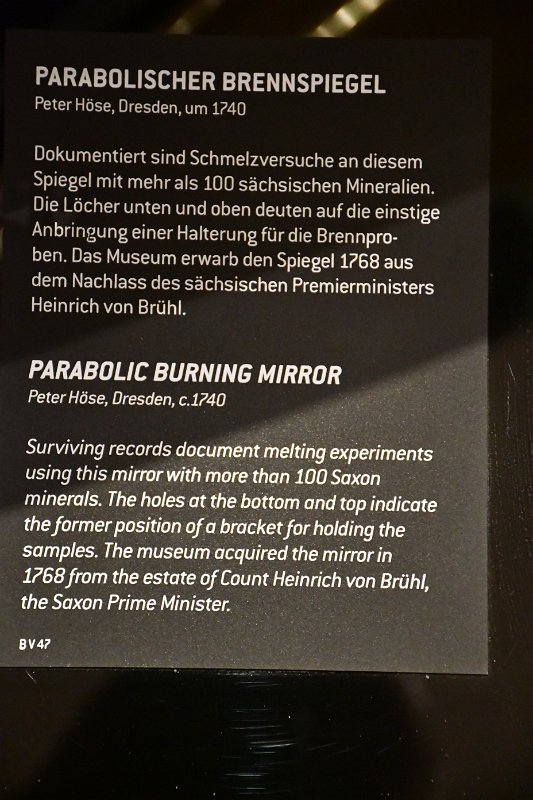 PARABOLISCHER BRENNSPIEGEL
Peter Höse, Dresden, um 1740
Dokumentiert sind Schmelzversuche an diesem
Spiegel mit mehr als 100 sächsischen Mineralien.
Die Löcher unten und oben deuten auf die einstige
Anbringung einer Halterung für die Brennpro-
ben. Das Museum erwarb den Spiegel 1768 aus
dem Nachlass des sächsischen Premierministers
Heinrich von Brühl.
PARABOLIC BURNING MIRROR
Peter Höse, Dresden, c.1740
Surviving records document melting experiments
using this mirror with more than 100 Saxon
minerals. The holes at the bottom and top indicate
the former position of a bracket for holding the
samples. The museum acquired the mirror in
1768 from the estate of Count Heinrich von Brühl,
the Saxon Prime Minister.
BV47